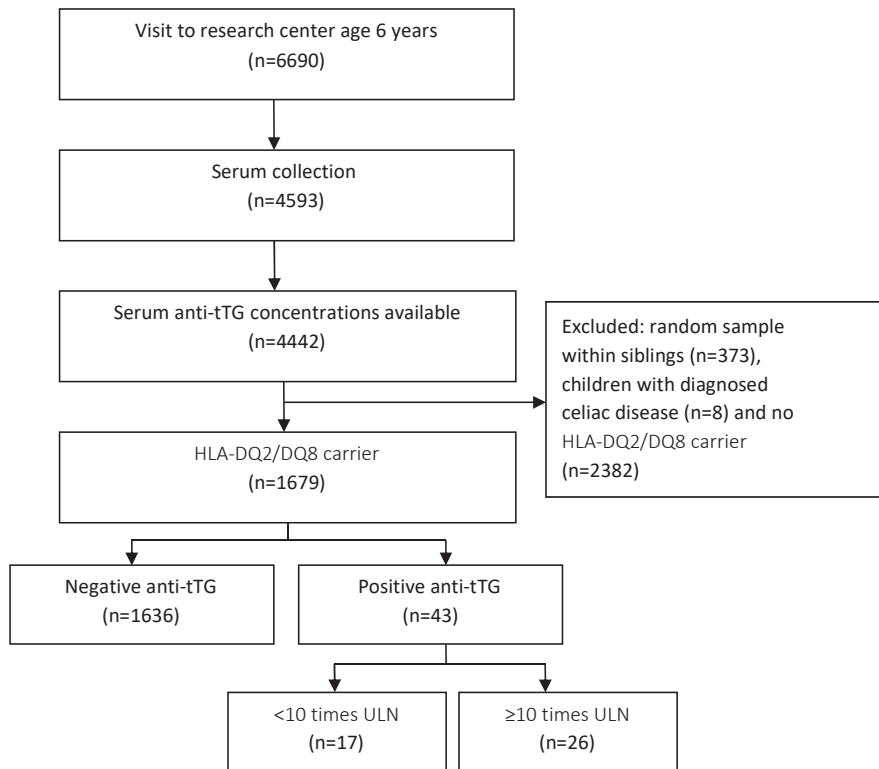 Visit to research center age 6 years
(n=6690)
Serum collection
(n=4593)
Serum anti-tTG concentrations available
(n=4442)
Excluded: random sample
within siblings (n=373),
children with diagnosed
celiac disease (n=8) and no
HLA-DQ2/DQ8 carrier
(n=2382)
HLA-DQ2/DQ8 carrier
(n=1679)
Negative anti-tTG
(n=1636)
Positive anti-tTG
(n=43)
<10 times ULN
(n=17)
≥10 times ULN
(n=26)